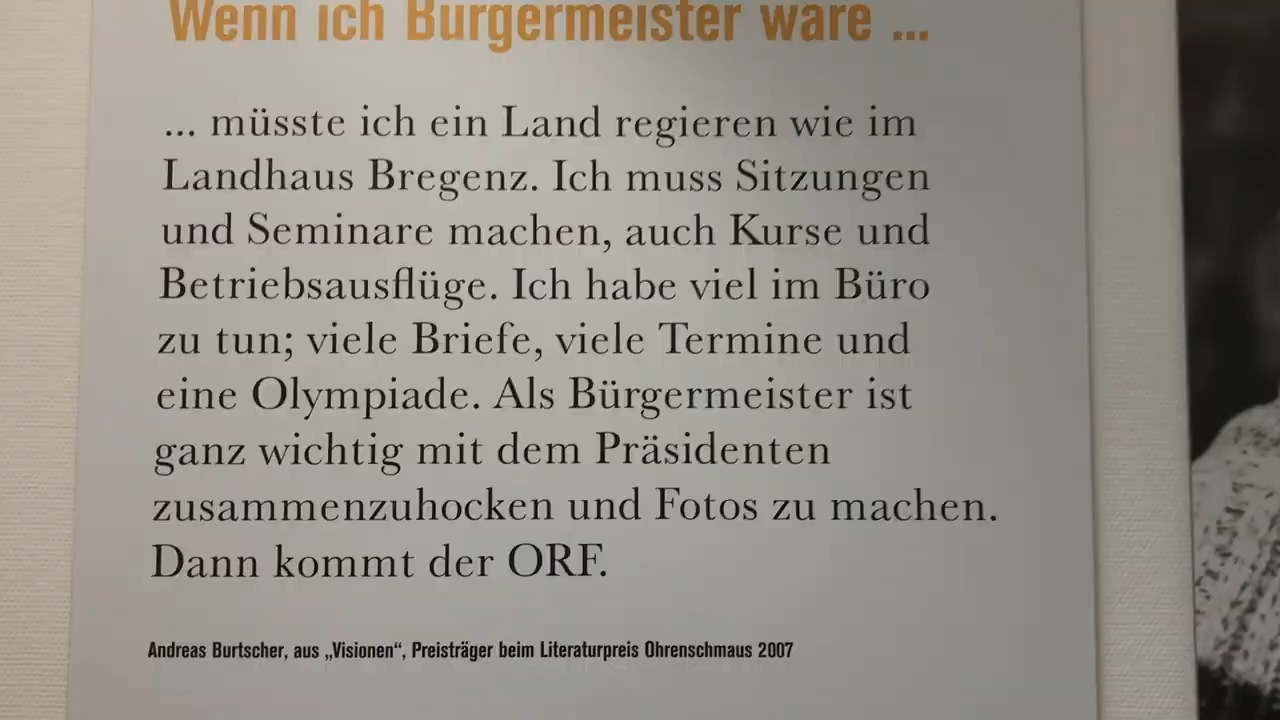 Wenn ich Bürgermeister wäre ...
... müsste ich ein Land regieren wie im
Landhaus Bregenz. Ich muss Sitzungen
und Seminare machen, auch Kurse und
Betriebsausflüge. Ich habe viel im Büro
zu tun; viele Briefe, viele Termine und
eine Olympiade. Als Bürgermeister ist
ganz wichtig mit dem Präsidenten
zusammenzuhocken und Fotos zu machen.
Dann kommt der ORF.
Andreas Burtscher, aus „Visionen“, Preisträger beim Literaturpreis Ohrenschmaus 2007